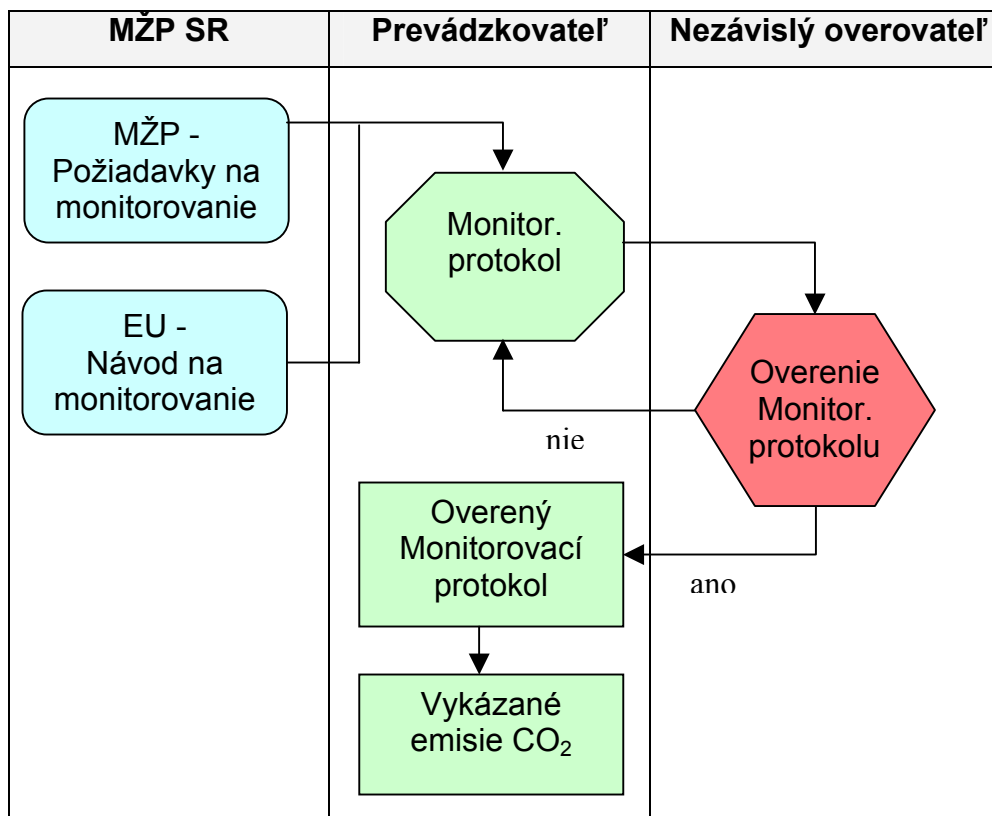 MŽP SR
Prevádzkovateľ
Nezávislý overovateľ
MŽP -
Požiadavky na
monitorovanie
EU -
Návod na
monitorovanie
Monitor.
protokol
Overenie
Monitor.
protokolu
nie
ano
Overený
Monitorovací
protokol
Vykázané
emisie CO₂